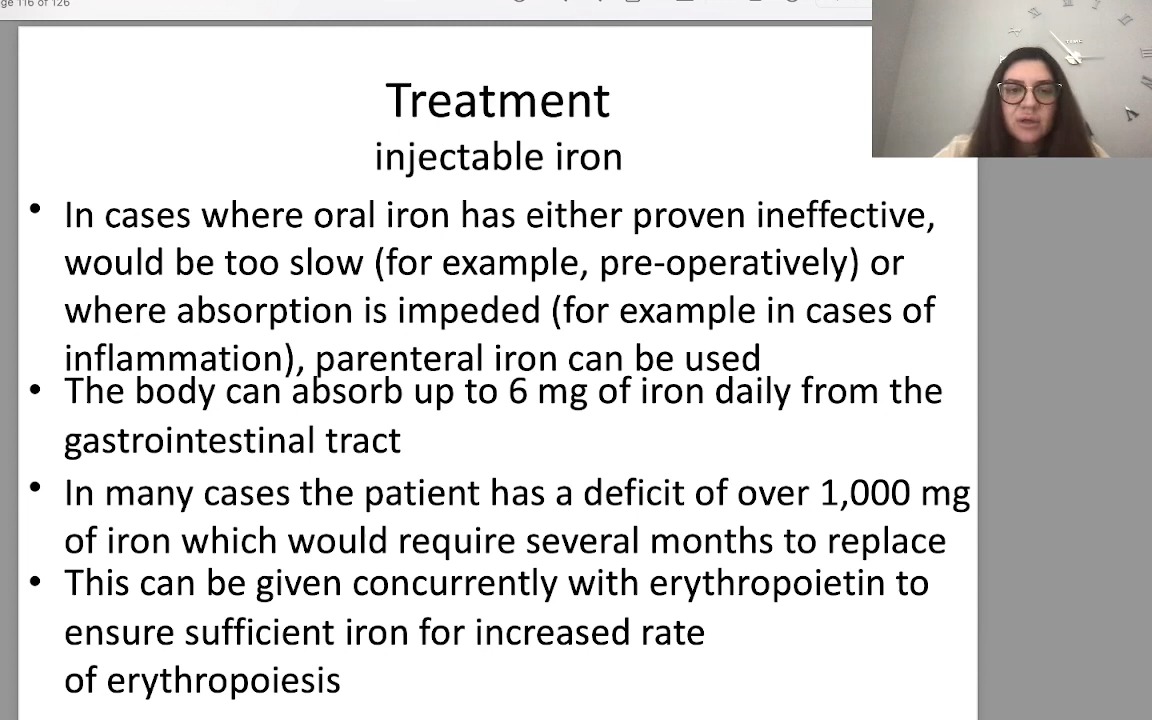 ge 116 of 126
Treatment
injectable iron
• In cases where oral iron has either proven ineffective,
would be too slow (for example, pre-operatively) or
where absorption is impeded (for example in cases of
inflammation), parenteral iron can be used
• The body can absorb up to 6 mg of iron daily from the
gastrointestinal tract
• In many cases the patient has a deficit of over 1,000 mg
of iron which would require several months to replace
• This can be given concurrently with erythropoietin to
ensure sufficient iron for increased rate
of erythropoiesis